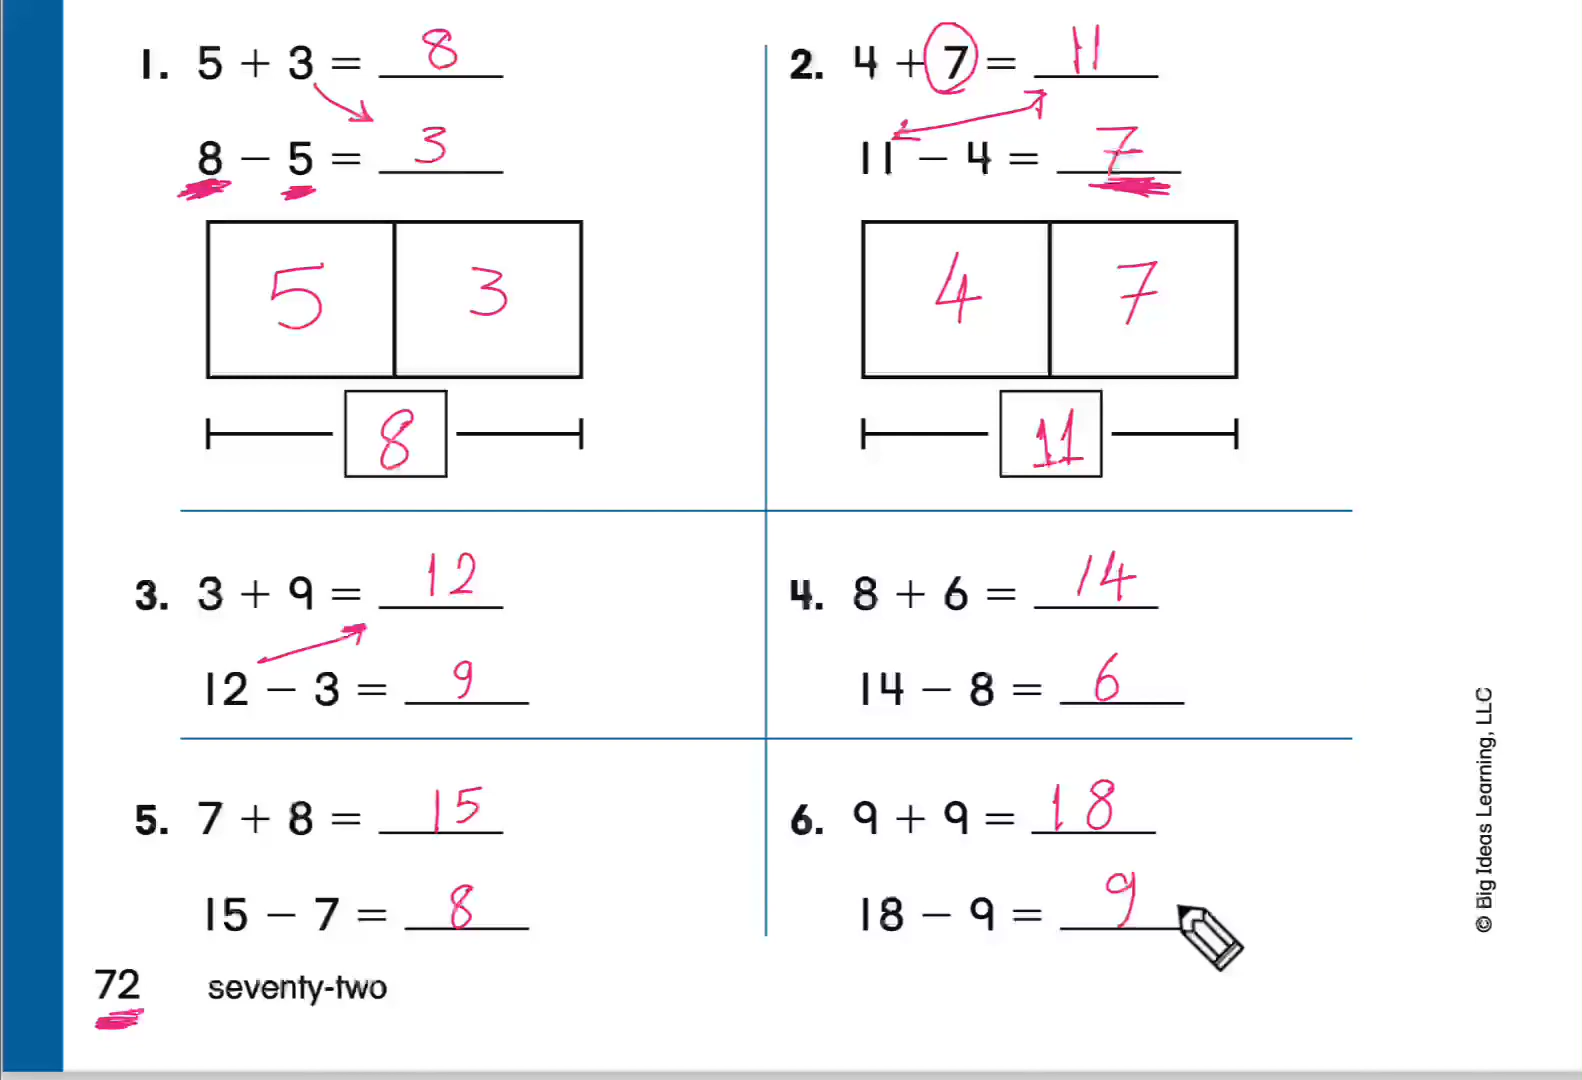 1. 5 + 3 = 8
8 - 5 = 3
5 3
8
2. 4 + 7 = 11
11 - 4 = 7
4 7
11
3. 3 + 9 = 12
12 - 3 = 9
4. 8 + 6 = 14
14 - 8 = 6
5. 7 + 8 = 15
15 - 7 = 8
6. 9 + 9 = 18
18 - 9 = 9
72 seventy-two
© Big Ideas Learning, LLC